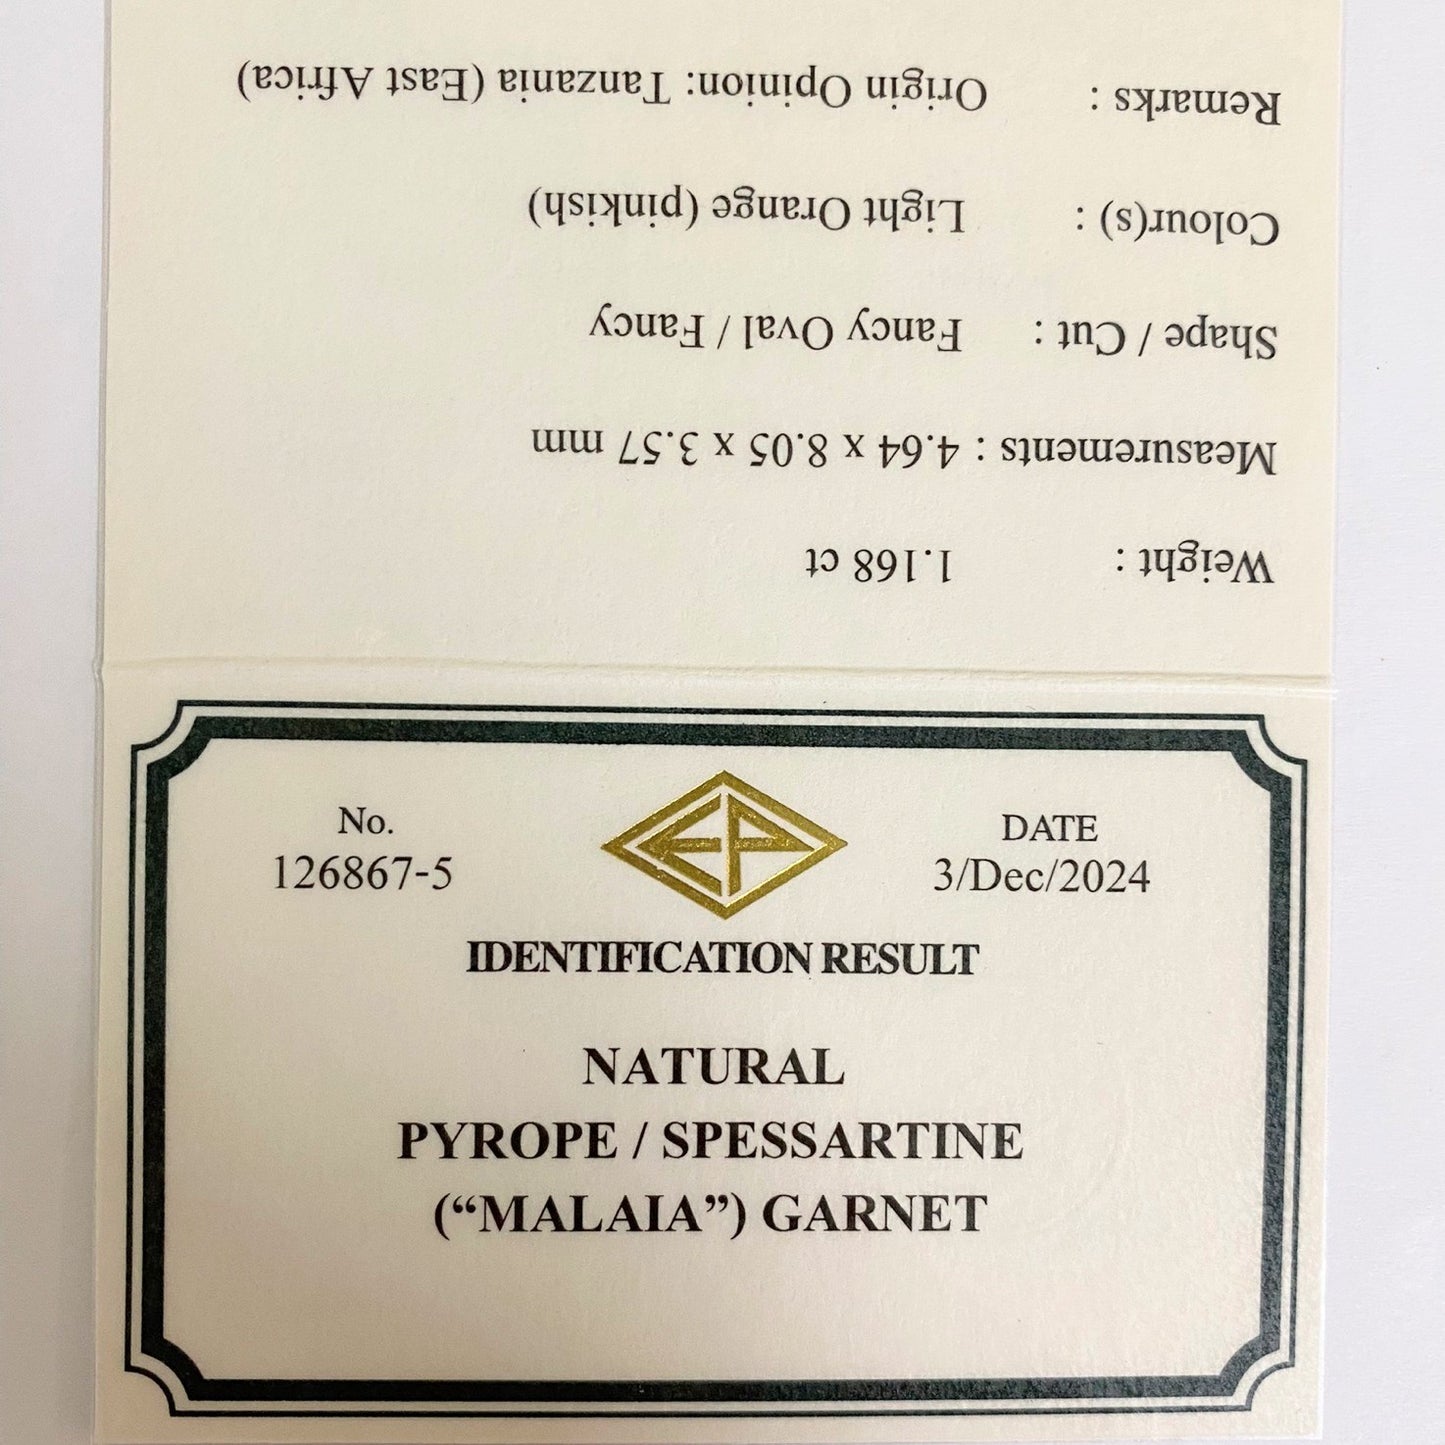 No.
126867-5
EP
DATE
3/Dec/2024
IDENTIFICATION RESULT
NATURAL
PYROPE / SPESSARTINE
(“MALAIA”) GARNET
Weight : 1.168 ct
Measurements : 4.64 x 8.05 x 3.57 mm
Shape / Cut : Fancy Oval / Fancy
Colour(s) : Light Orange (pinkish)
Remarks : Origin Opinion: Tanzania (East Africa)